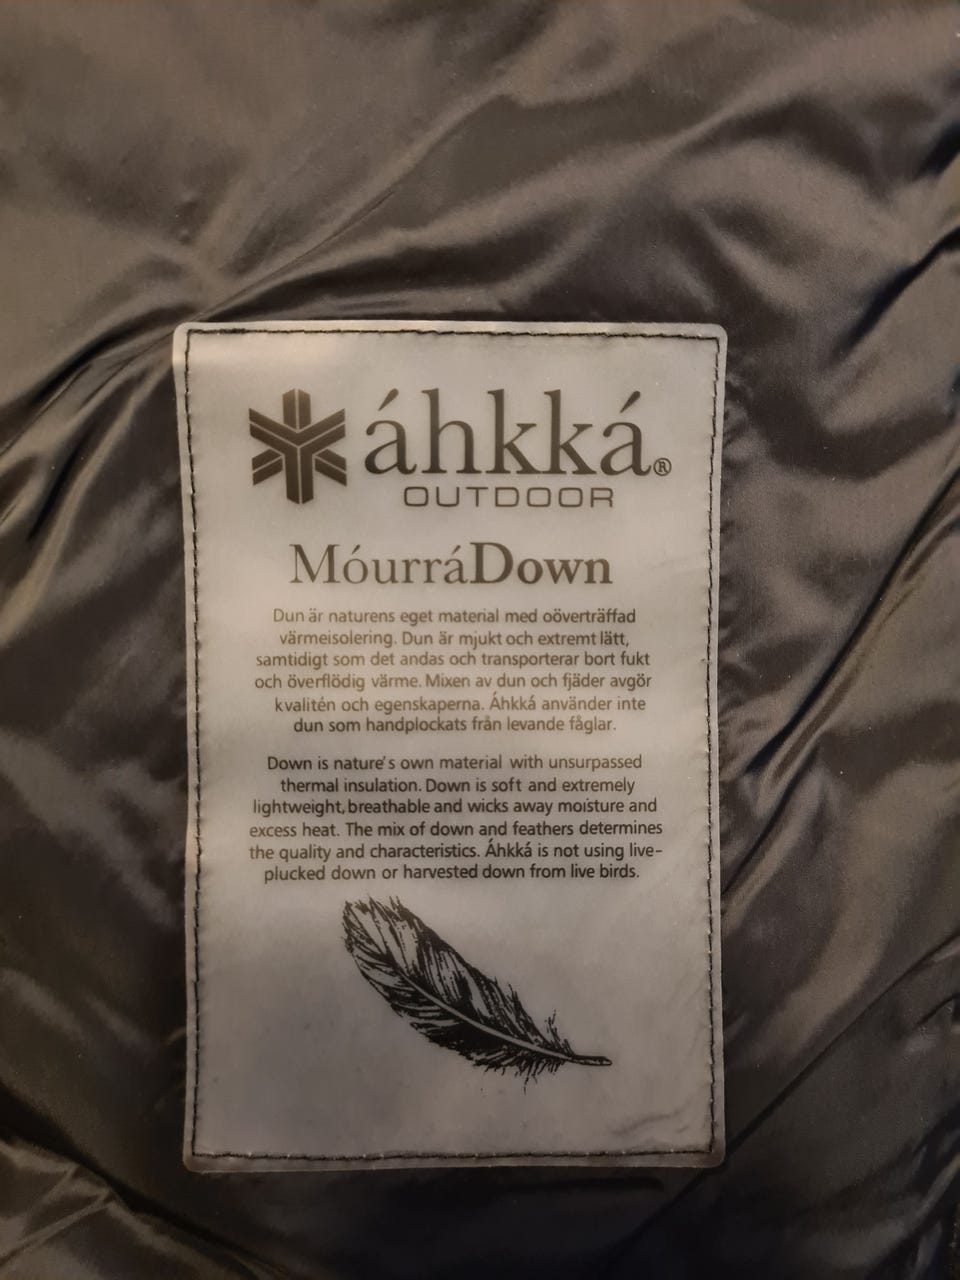 áhkká®
OUTDOOR
MóurráDown
Dun är naturens eget material med oöverträffad
värmeisolering. Dun är mjukt och extremt lätt,
samtidigt som det andas och transporterar bort fukt
och överflödig värme. Mixen av dun och fjäder avgör
kvalitén och egenskaperna. Áhkká använder inte
dun som handplockats från levande fåglar.
Down is nature's own material with unsurpassed
thermal insulation. Down is soft and extremely
lightweight, breathable and wicks away moisture and
excess heat. The mix of down and feathers determines
the quality and characteristics. Áhkká is not using live-
plucked down or harvested down from live birds.